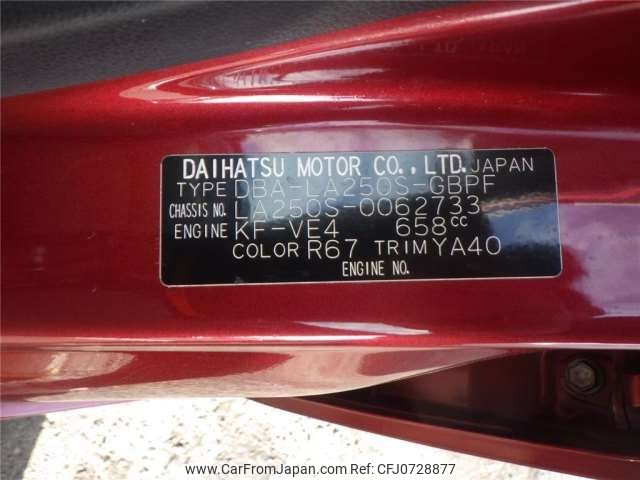 DAIHATSU MOTOR CO., LTD. JAPAN
TYPE DBA-LA250S-GBPF
CHASSIS NO. LA250S-0062733
ENGINE KF-VE4 658cc
COLOR R67 TRIM YA40
ENGINE NO.
© CarFromJapan.com Ref. CFJ0728877